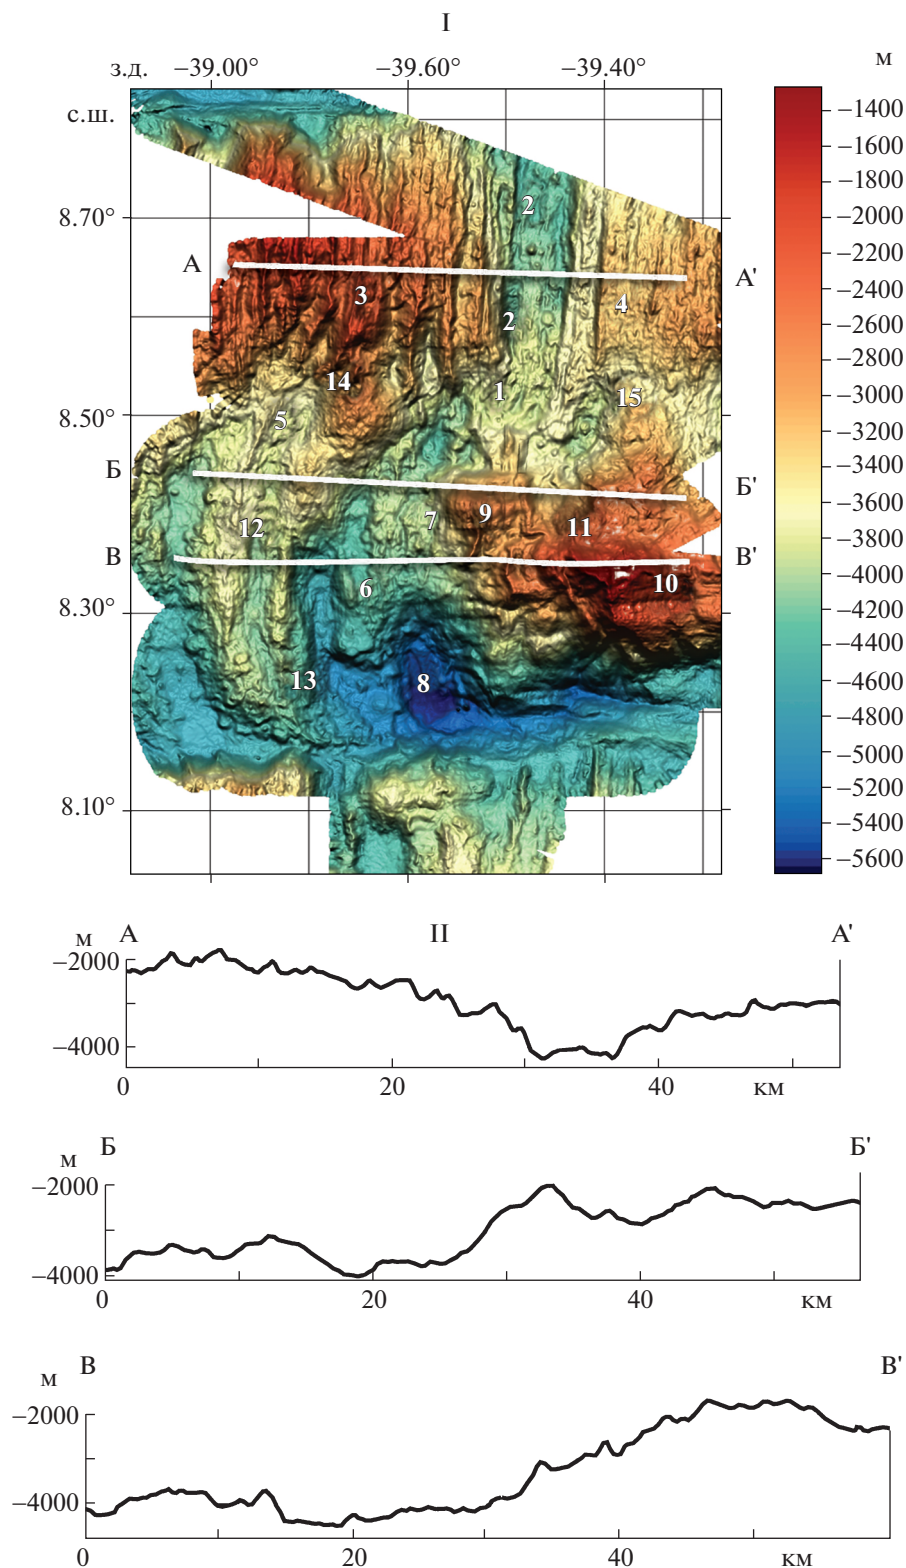 I
з.д. –39.00° –39.60° –39.40° м
с.ш.
8.70°
8.50°
8.30°
8.10°
–1400
–1600
–1800
–2000
–2200
–2400
–2600
–2800
–3000
–3200
–3400
–3600
–3800
–4000
–4200
–4400
–4600
–4800
–5000
–5200
–5400
–5600
2
А А'
3 4
2
14 1 15
5
Б Б'
12 7 9 11
В В'
6 10
13 8
А II А'
м
–2000
–4000
0 20 40 км
Б Б'
м
–2000
–4000
0 20 40 км
В В'
м
–2000
–4000
0 20 40 км